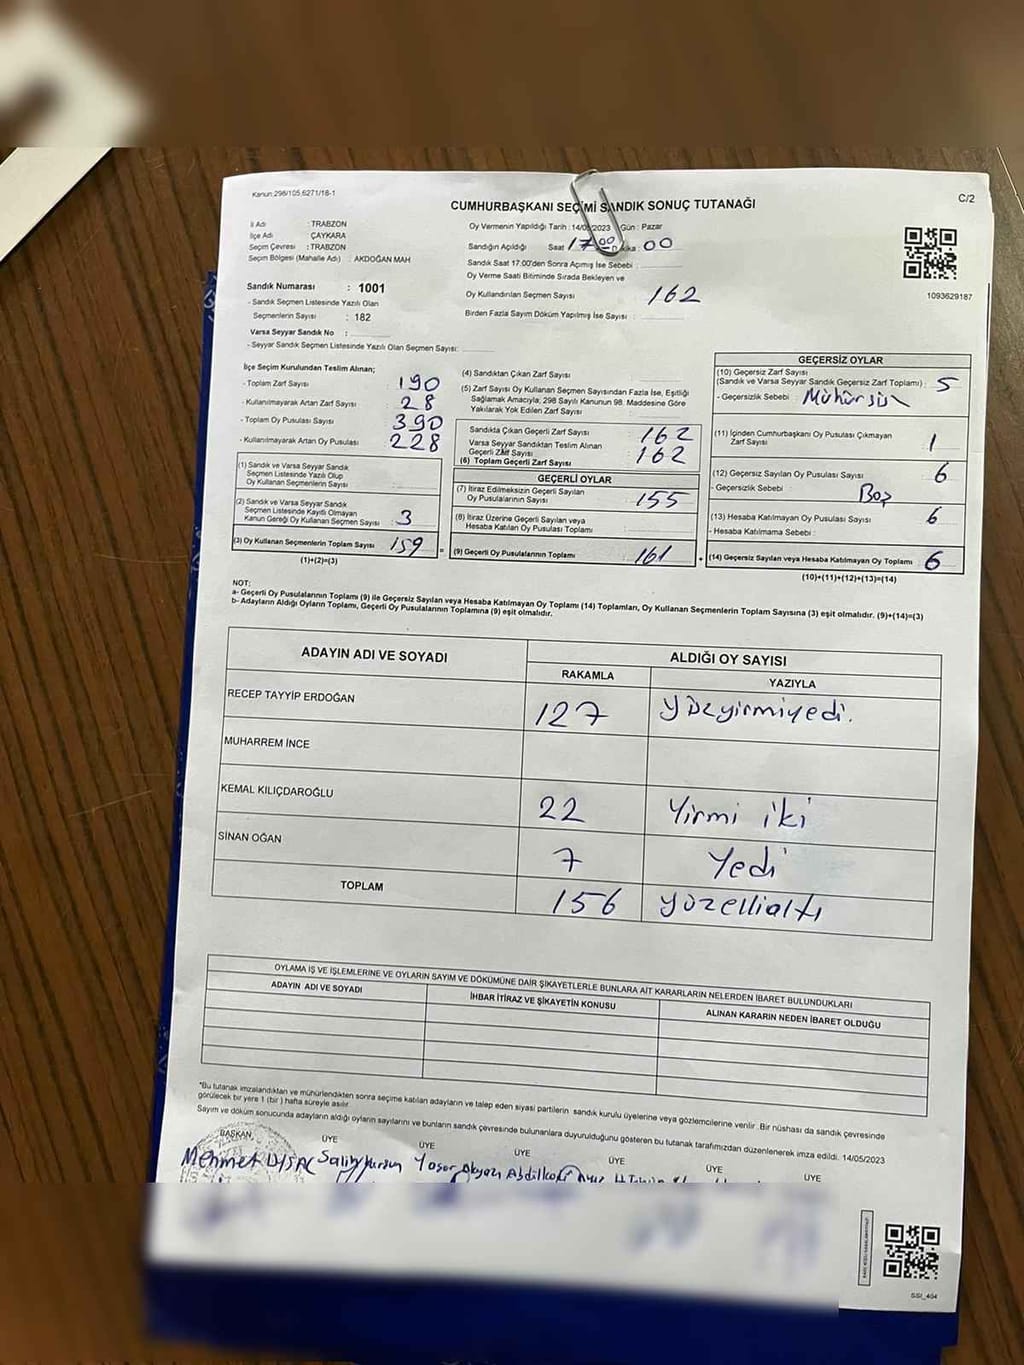 Kanun 298/105.6271/18-1
CUMHURBAŞKANI SEÇİMİ SANDIK SONUÇ TUTANAĞI
C/2
İl Adı : TRABZON
İlçe Adı : ÇAYKARA
Seçim Çevresi : TRABZON
Seçim Bölgesi (Mahalle Adı) : AKDOĞAN MAH
Oy Vermenin Yapıldığı Tarih : 14/05/2023 Gün : Pazar
Sandığın Açıldığı Saat 17 00 00
Sandık Saat 17.00'den Sonra Açımış İse Sebebi :
Oy Verme Saati Bitiminde Sırada Bekleyen ve
Oy Kullandırılan Seçmen Sayısı 162
Birden Fazla Sayım Döküm Yapılmış İse Sayısı :
1093629187
Sandık Numarası : 1001
- Sandık Seçmen Listesinde Yazılı Olan
Seçmenlerin Sayısı : 182
Varsa Seyyar Sandık No :
- Seyyar Sandık Seçmen Listesinde Yazılı Olan Seçmen Sayısı:
İlçe Seçim Kurulundan Teslim Alınan;
- Toplam Zarf Sayısı : 190
- Kullanılmayarak Artan Zarf Sayısı : 28
- Toplam Oy Pusulası Sayısı : 390
- Kullanılmayarak Artan Oy Pusulası : 228
(1) Sandık ve Varsa Seyyar Sandık
Seçmen Listesinde Yazılı Olup
Oy Kullanan Seçmenlerin Sayısı :
(2) Sandık ve Varsa Seyyar Sandık
Seçmen Listesinde Kayıtlı Olmayan
Kanun Gereği Oy Kullanan Seçmen Sayısı : 3
(3) Oy Kullanan Seçmenlerin Toplam Sayısı : 159
(1)+(2)=(3)
(4) Sandıktan Çıkan Zarf Sayısı
(5) Zarf Sayısı Oy Kullanan Seçmen Sayısından Fazla İse, Eşitliği
Sağlamak Amacıyla, 298 Sayılı Kanunun 98. Maddesine Göre
Yakılarak Yok Edilen Zarf Sayısı
Sandıkta Çıkan Geçerli Zarf Sayısı : 162
Varsa Seyyar Sandıktan Teslim Alınan
Geçerli Zarf Sayısı : 162
(6) Toplam Geçerli Zarf Sayısı
GEÇERLİ OYLAR
(7) İtiraz Edilmeksizin Geçerli Sayılan
Oy Pusulalarının Sayısı : 155
(8) İtiraz Üzerine Geçerli Sayılan veya
Hesaba Katılan Oy Pusulası Toplamı :
= (9) Geçerli Oy Pusulalarının Toplamı : 161
GEÇERSİZ OYLAR
(10) Geçersiz Zarf Sayısı
(Sandık ve Varsa Seyyar Sandık Geçersiz Zarf Toplamı) : 5
- Geçersizlik Sebebi : Mühürsün
(11) İçinden Cumhurbaşkanı Oy Pusulası Çıkmayan
Zarf Sayısı : 1
(12) Geçersiz Sayılan Oy Pusulası Sayısı : 6
- Geçersizlik Sebebi : Boş
(13) Hesaba Katılmayan Oy Pusulası Sayısı : 6
- Hesaba Katılmama Sebebi :
+ (14) Geçersiz Sayılan veya Hesaba Katılmayan Oy Toplamı : 6
(10)+(11)+(12)+(13)=(14)
NOT:
a- Geçerli Oy Pusulalarının Toplamı (9) ile Geçersiz Sayılan veya Hesaba Katılmayan Oy Toplamı (14) Toplamları, Oy Kullanan Seçmenlerin Toplam Sayısına (3) eşit olmalıdır. (9)+(14)=(3)
b- Adayların Aldığı Oyların Toplamı, Geçerli Oy Pusulalarının Toplamına (9) eşit olmalıdır.
ADAYIN ADI VE SOYADI
ALDIĞI OY SAYISI
RAKAMLA YAZIYLA
RECEP TAYYİP ERDOĞAN 127 yüzyirmiyedi.
MUHARREM İNCE
KEMAL KILIÇDAROĞLU 22 Yirmi iki
SİNAN OĞAN 7 Yedi
TOPLAM 156 yüzellialtı
OYLAMA İŞ VE İŞLEMLERİNE VE OYLARIN SAYIM VE DÖKÜMÜNE DAİR ŞİKAYETLERLE BUNLARA AİT KARARLARIN NELERDEN İBARET BULUNDUKLARI
ADAYIN ADI VE SOYADI İHBAR İTİRAZ VE ŞİKAYETİN KONUSU ALINAN KARARIN NEDEN İBARET OLDUĞU
*Bu tutanak imzalandıktan ve mühürlendikten sonra seçime katılan adayların ve talep eden siyasi partilerin sandık kurulu üyelerine veya gözlemcilerine verilir. Bir nüshası da sandık çevresinde
görülecek bir yere 1 (bir) hafta süreyle asılır.
Sayım ve döküm sonucunda adayların aldığı oyların sayılarını ve bunların sandık çevresinde bulunanlara duyurulduğunu gösteren bu tutanak tarafımızdan düzenlenerek imza edildi. 14/05/2023
BAŞKAN ÜYE ÜYE ÜYE ÜYE ÜYE ÜYE
Mehmet Salih Yaşar Akyazı
SSI_404